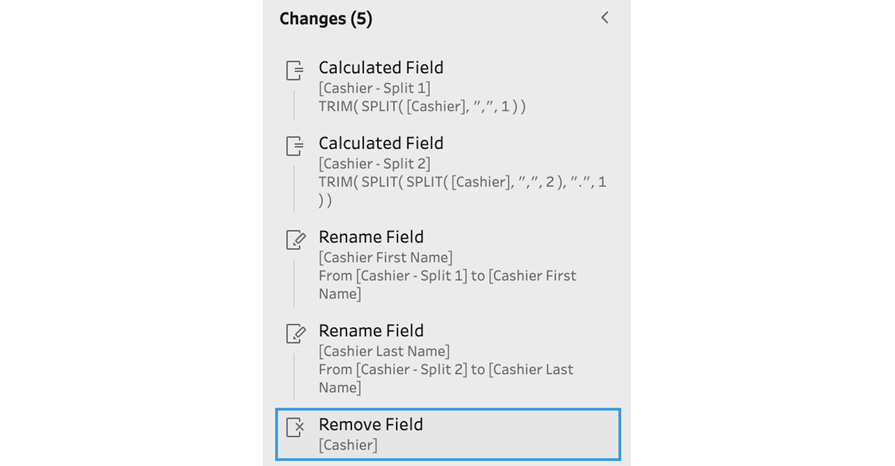 Changes (5)
Calculated Field
[Cashier - Split 1]
TRIM( SPLIT( [Cashier], ",", 1 ) )
Calculated Field
[Cashier - Split 2]
TRIM( SPLIT( SPLIT( [Cashier], ",", 2 ), ".", 1
) )
Rename Field
[Cashier First Name]
From [Cashier - Split 1] to [Cashier First
Name]
Rename Field
[Cashier Last Name]
From [Cashier - Split 2] to [Cashier Last
Name]
Remove Field
[Cashier]